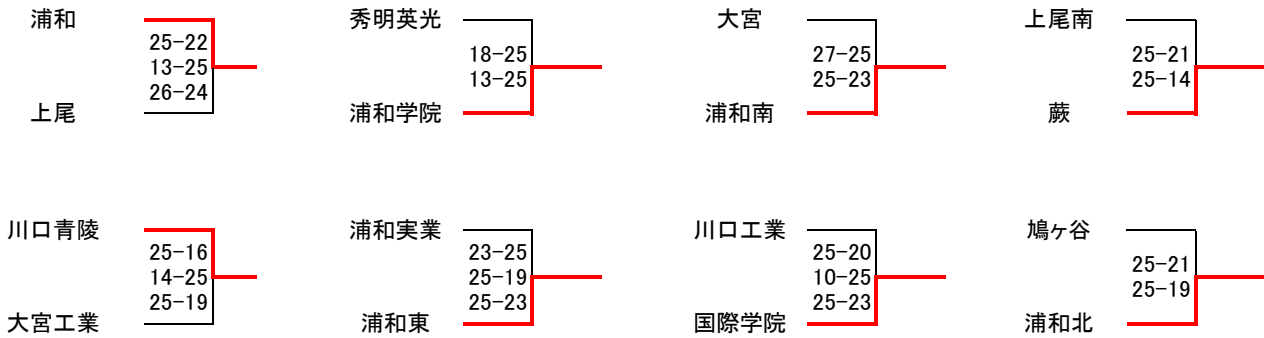 浦和
25-22
13-25
26-24
上尾
秀明英光
18-25
13-25
浦和学院
大宮
27-25
25-23
浦和南
上尾南
25-21
25-14
蕨
川口青陵
25-16
14-25
25-19
大宮工業
浦和実業
23-25
25-19
25-23
浦和東
川口工業
25-20
10-25
25-23
国際学院
鳩ヶ谷
25-21
25-19
浦和北